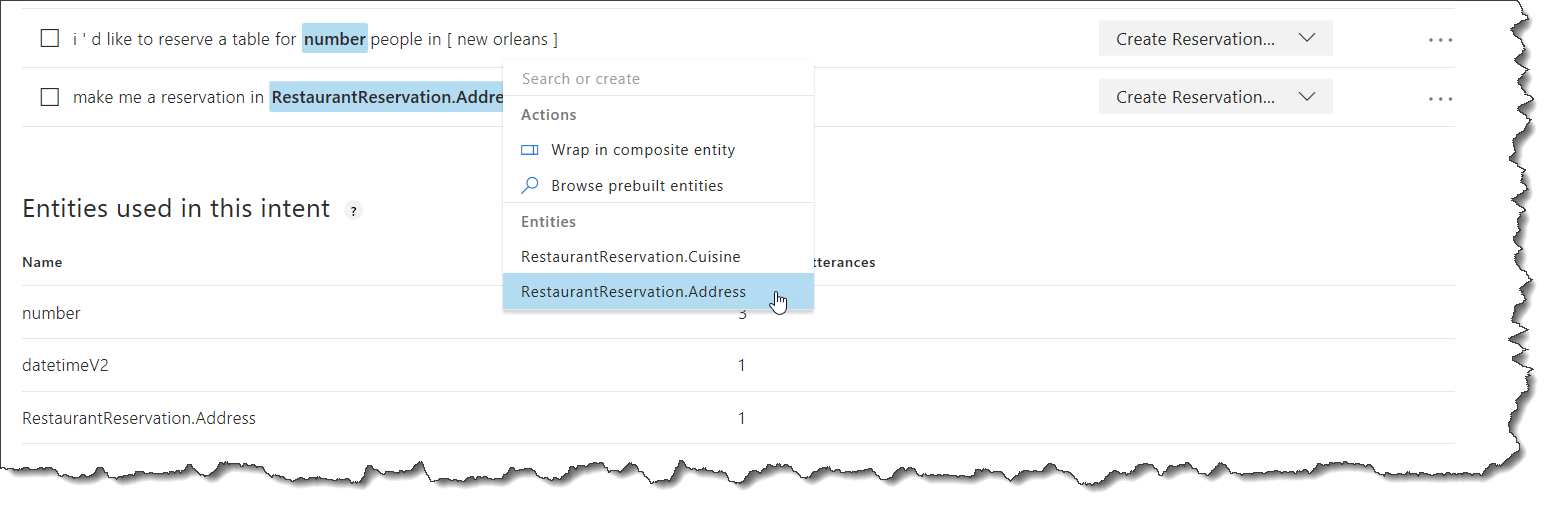 i ' d like to reserve a table for number people in [ new orleans ] Create Reservation... ...
make me a reservation in RestaurantReservation.Addre Create Reservation... ...
Search or create
Actions
Wrap in composite entity
Browse prebuilt entities
Entities
RestaurantReservation.Cuisine
RestaurantReservation.Address
Entities used in this intent ?
Name tterances
number 3
datetimeV2 1
RestaurantReservation.Address 1